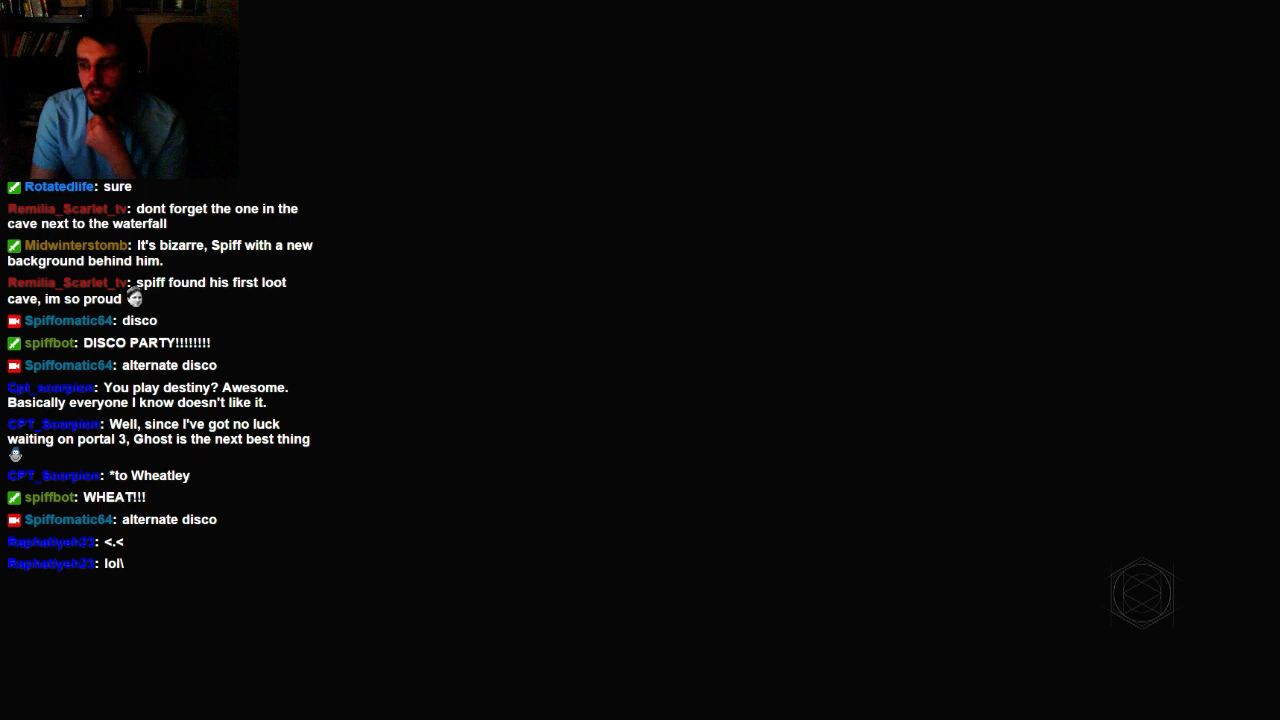 Rotatedlife: sure
Remilia_Scarlet_tv: dont forget the one in the
cave next to the waterfall
Midwinterstomb: It's bizarre, Spiff with a new
background behind him.
Remilia_Scarlet_tv: spiff found his first loot
cave, im so proud
Spiffomatic64: disco
spiffbot: DISCO PARTY!!!!!!!!
Spiffomatic64: alternate disco
Cpt_scorpion: You play destiny? Awesome.
Basically everyone I know doesn't like it.
CPT_Scorpion: Well, since I've got no luck
waiting on portal 3, Ghost is the next best thing
CPT_Scorpion: *to Wheatley
spiffbot: WHEAT!!!
Spiffomatic64: alternate disco
: <.<
: lol\